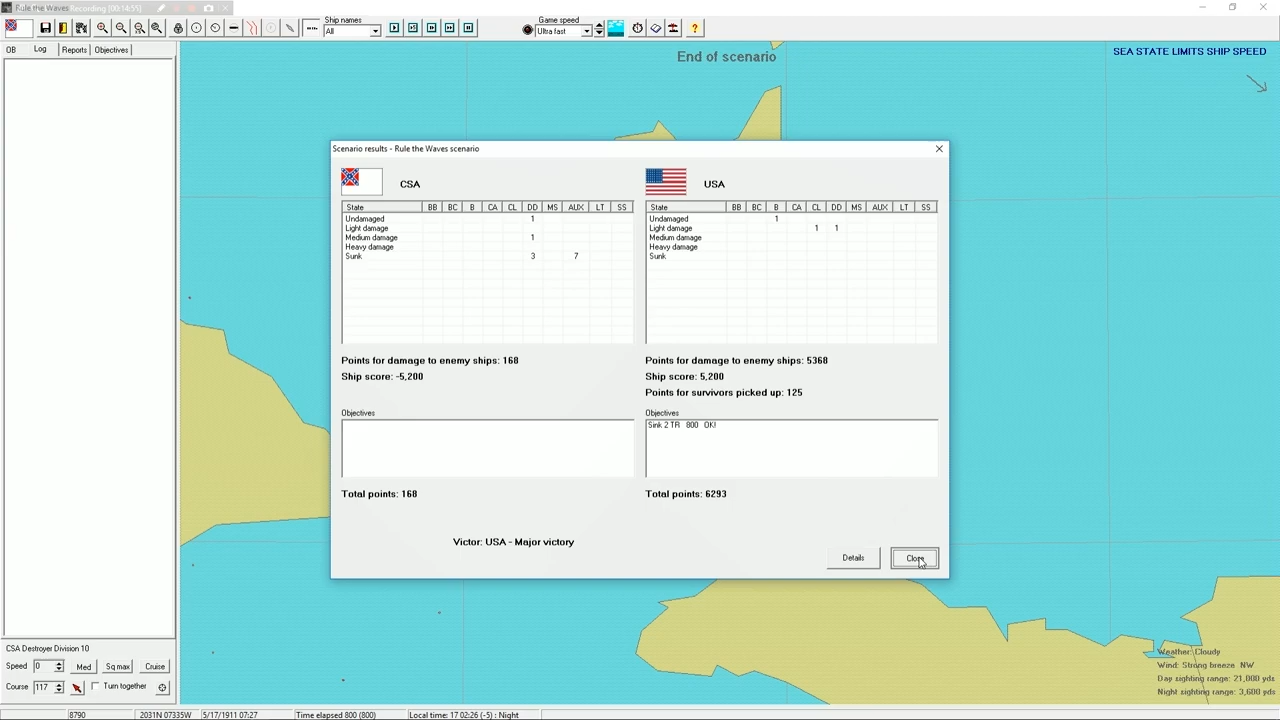 Rule the Waves Recording [00:14:55]
Ship names
All
Game speed
Ultra fast
OB Log Reports Objectives
End of scenario
SEA STATE LIMITS SHIP SPEED
Scenario results - Rule the Waves scenario
CSA
USA
State BB BC B CA CL DD MS AUX LT SS
Undamaged 1
Light damage
Medium damage 1
Heavy damage
Sunk 3 7
State BB BC B CA CL DD MS AUX LT SS
Undamaged 1
Light damage 1 1
Medium damage
Heavy damage
Sunk
Points for damage to enemy ships: 168
Ship score: -5,200
Points for damage to enemy ships: 5368
Ship score: 5,200
Points for survivors picked up: 125
Objectives
Objectives
Sink 2 TR 800 OK!
Total points: 168
Total points: 6293
Victor: USA - Major victory
Details
Close
CSA Destroyer Division 10
Speed 0 Med Sq max Cruise
Course 117 Turn together
Weather: Cloudy
Wind: Strong breeze NW
Day sighting range: 21,000 yds
Night sighting range: 3,600 yds
8790 2031N 07335W 5/17/1911 07:27 Time elapsed 800 (800) Local time: 17 02:26 (-5) : Night